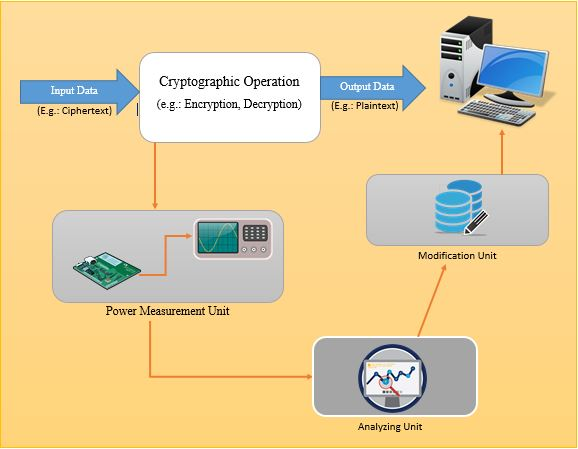 Input Data
(E.g.: Ciphertext)
Cryptographic Operation
(e.g.: Encryption, Decryption)
Output Data
(E.g.: Plaintext)
Modification Unit
Power Measurement Unit
Analyzing Unit